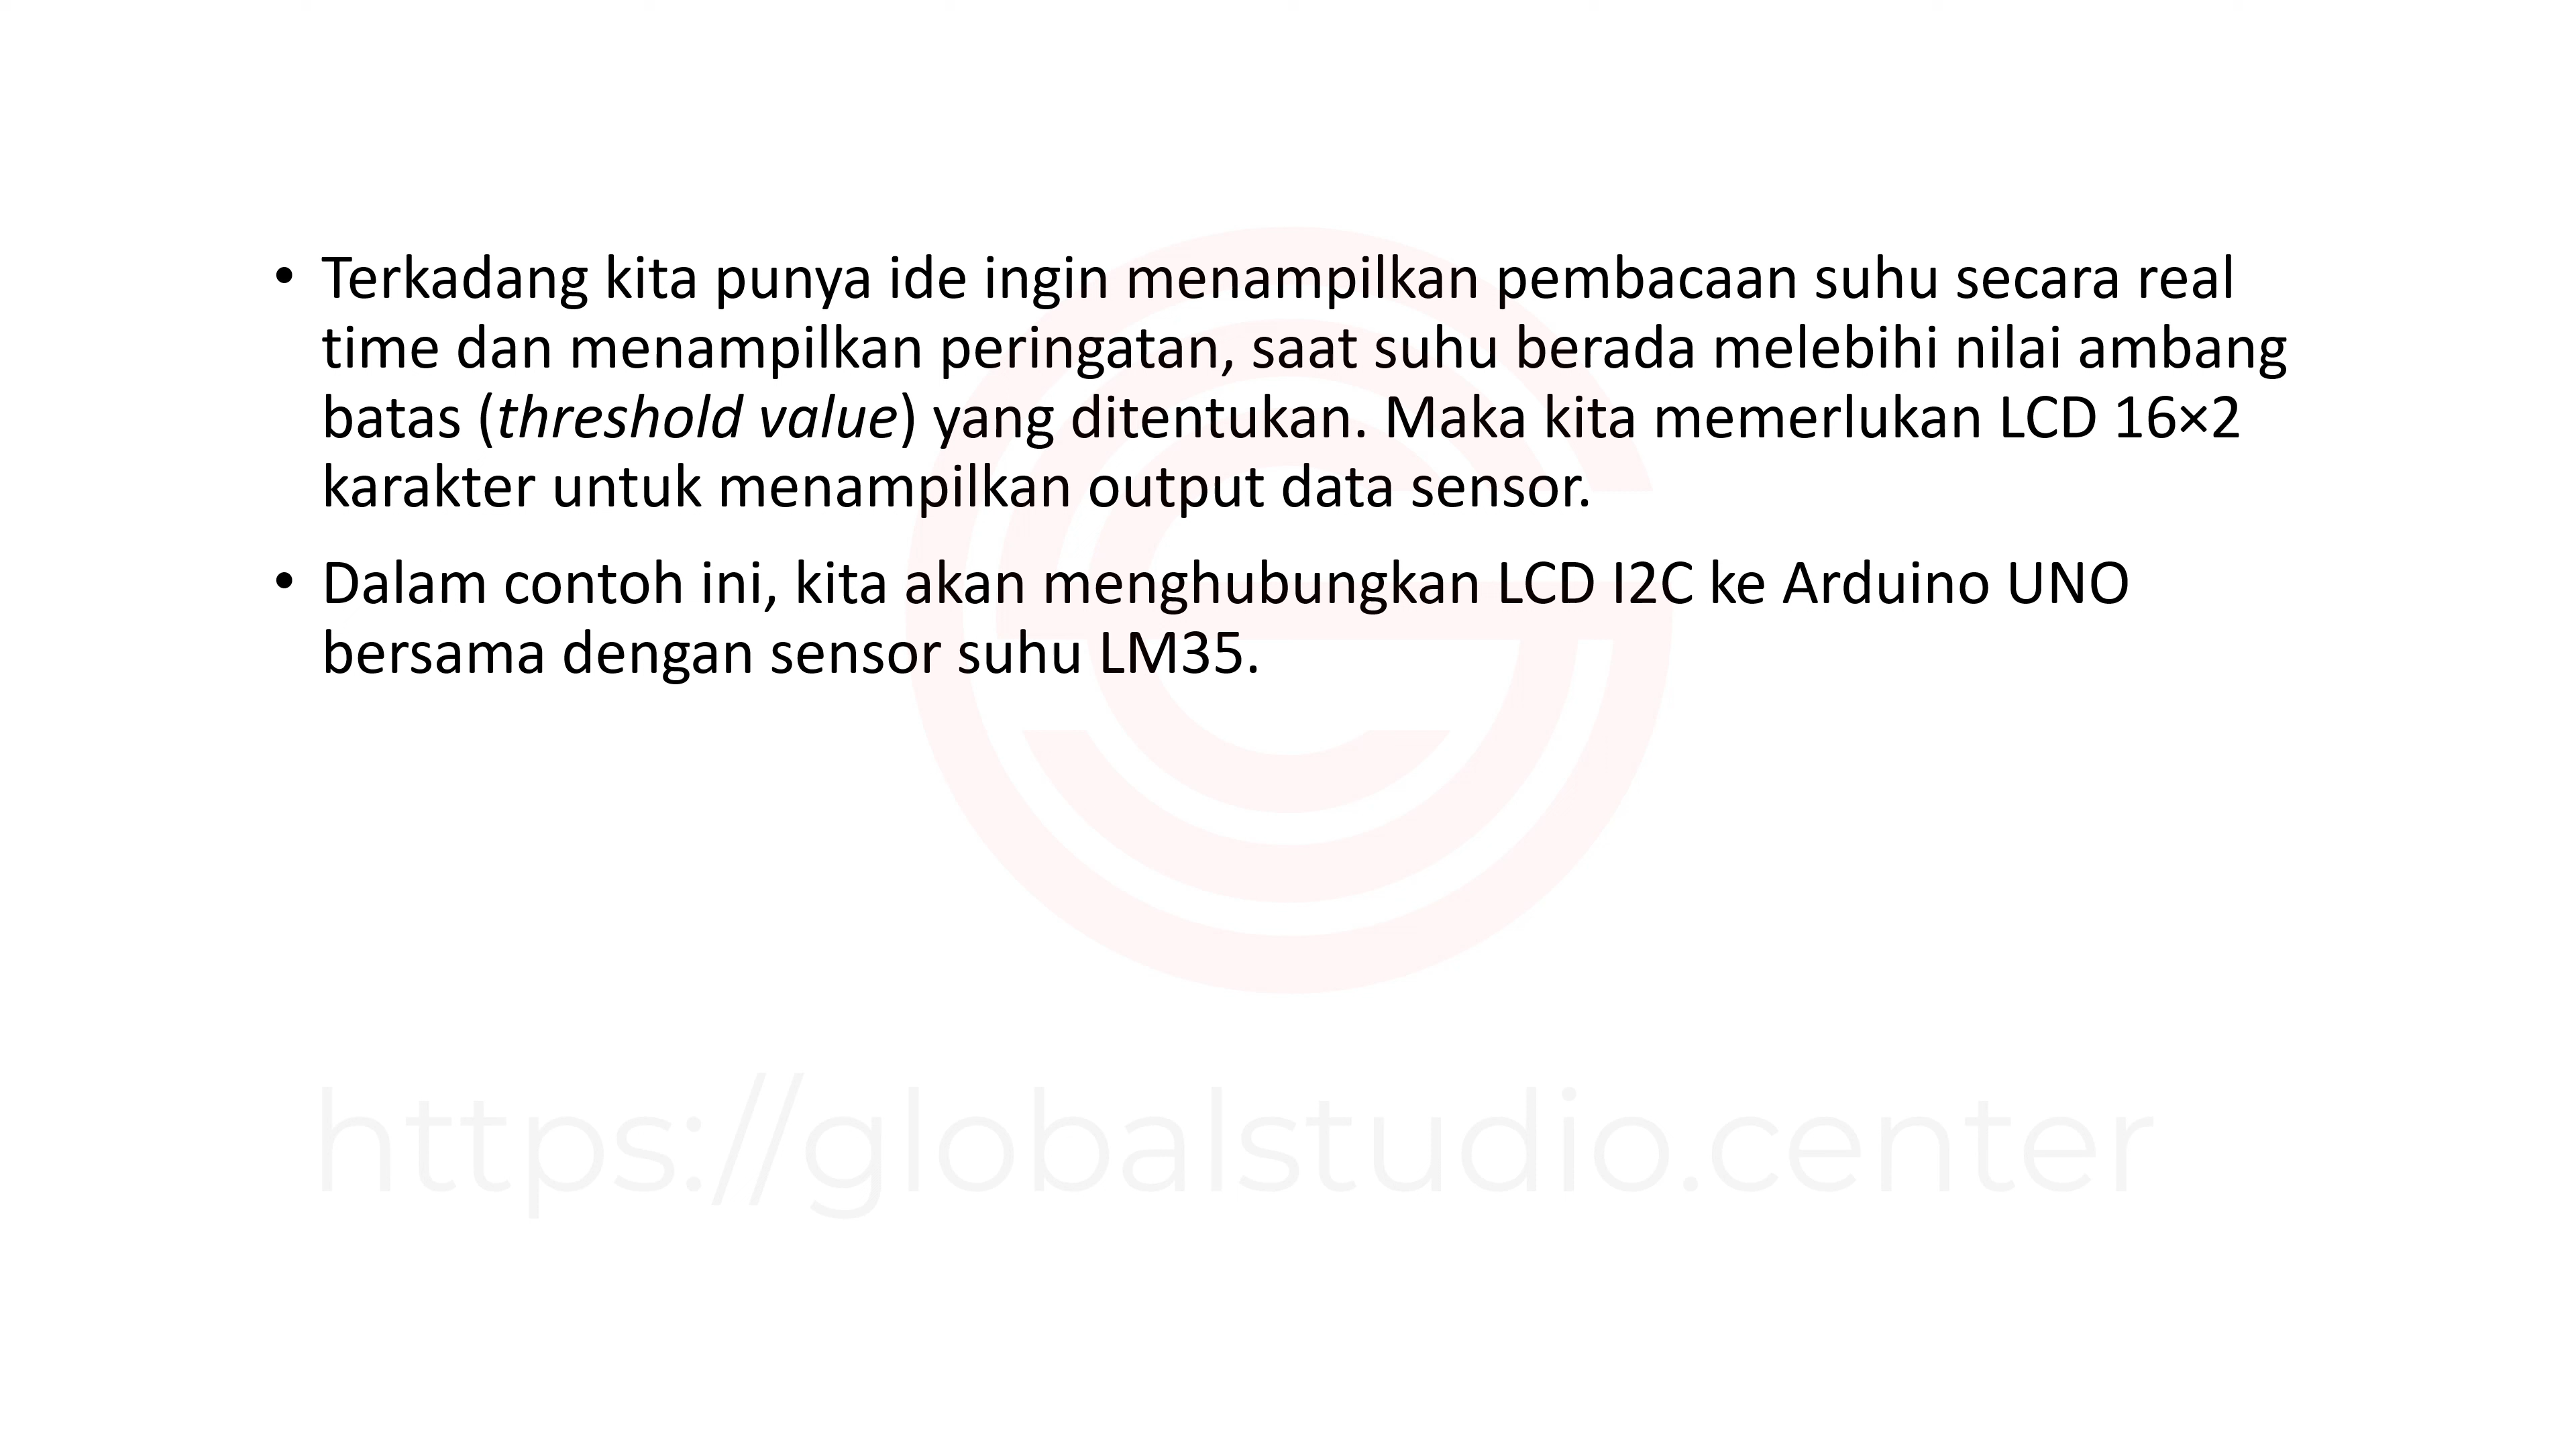 • Terkadang kita punya ide ingin menampilkan pembacaan suhu secara real
time dan menampilkan peringatan, saat suhu berada melebihi nilai ambang
batas (threshold value) yang ditentukan. Maka kita memerlukan LCD 16×2
karakter untuk menampilkan output data sensor.
• Dalam contoh ini, kita akan menghubungkan LCD I2C ke Arduino UNO
bersama dengan sensor suhu LM35.
https://globalstudio.center